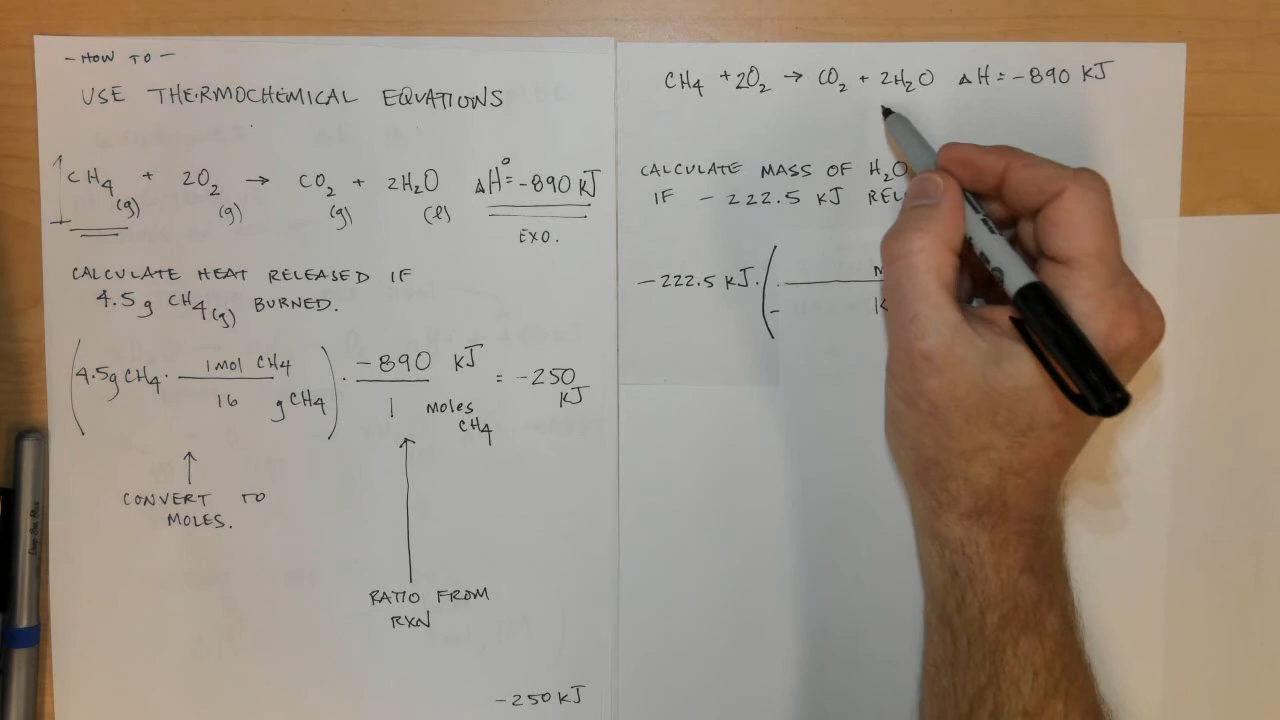 - HOW TO -
USE THERMOCHEMICAL EQUATIONS
CH4 (g) + 2O2 (g) → CO2 (g) + 2H2O (l) ΔH° = -890 KJ
EXO.
CALCULATE HEAT RELEASED IF
4.5g CH4(g) BURNED.
(4.5g CH4 · 1mol CH4 / 16 g CH4) · -890 KJ / 1 moles CH4 = -250 KJ
CONVERT TO
MOLES.
RATIO FROM
RXN
-250 KJ
CH4 + 2O2 → CO2 + 2H2O ΔH = -890 KJ
CALCULATE MASS OF H2O
IF -222.5 KJ
-222.5 KJ · (
-